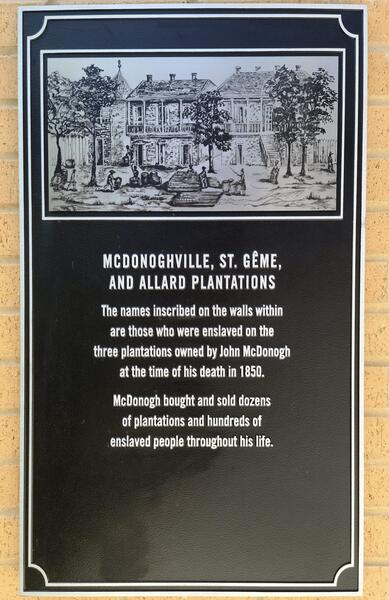 MCDONOGHVILLE, ST. GÊME,
AND ALLARD PLANTATIONS
The names inscribed on the walls within
are those who were enslaved on the
three plantations owned by John McDonogh
at the time of his death in 1850.
McDonogh bought and sold dozens
of plantations and hundreds of
enslaved people throughout his life.